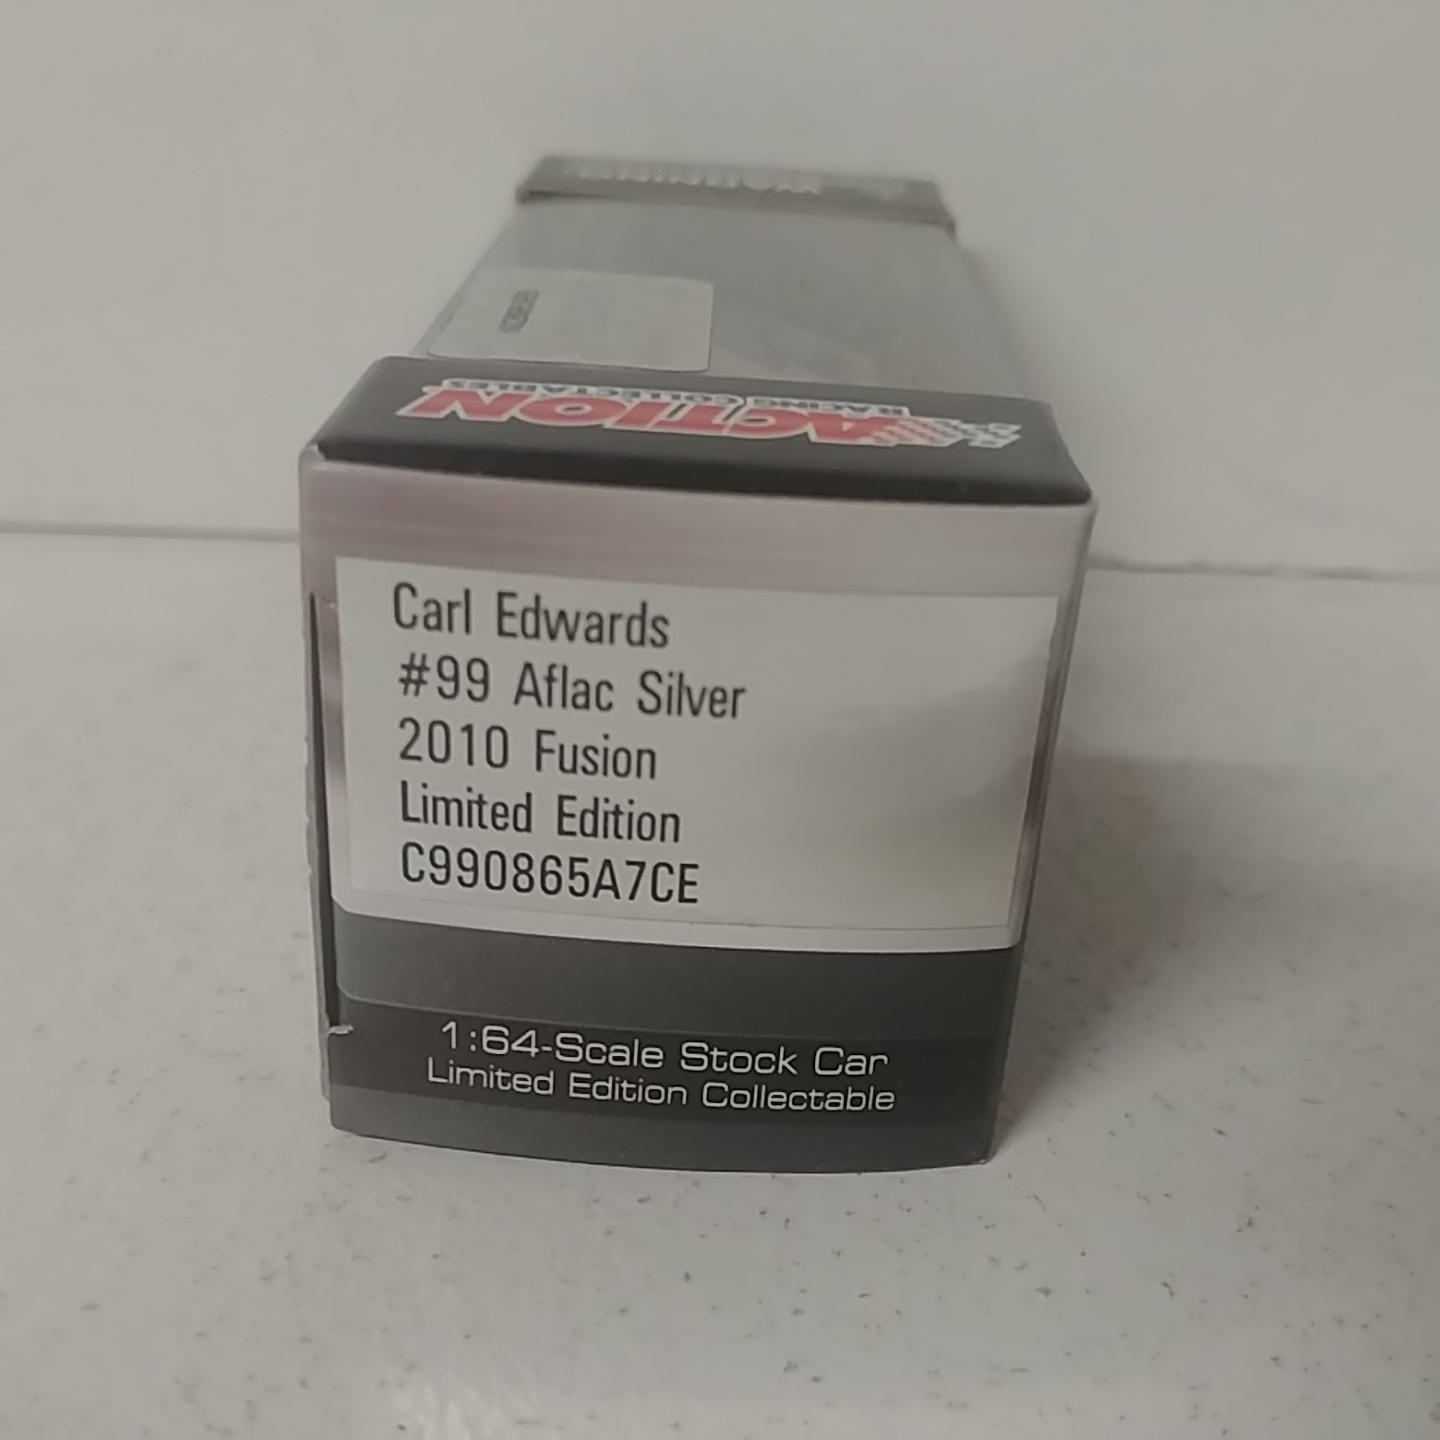 ACTION
RACING COLLECTABLES
Carl Edwards
#99 Aflac Silver
2010 Fusion
Limited Edition
C990865A7CE
1:64-Scale Stock Car
Limited Edition Collectable